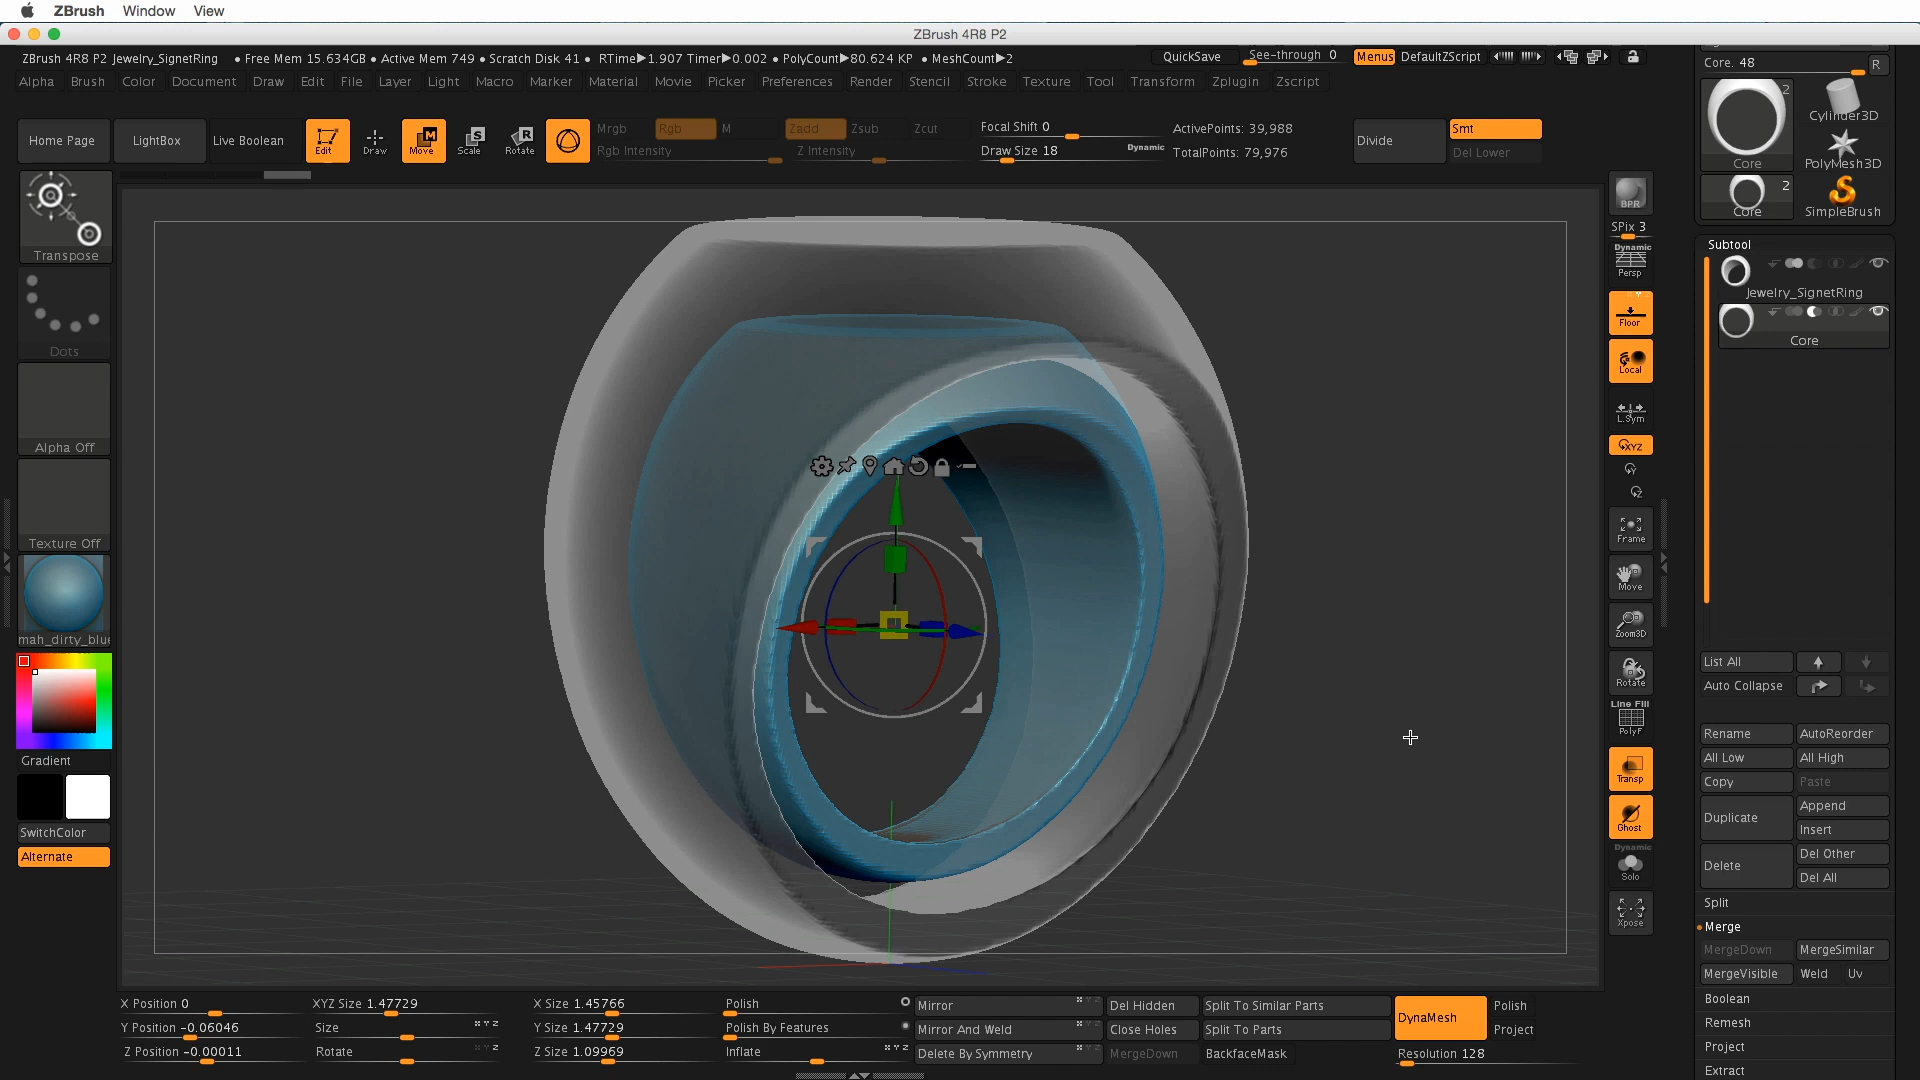 ZBrush Window View
ZBrush 4R8 P2
ZBrush 4R8 P2 Jewelry_SignetRing • Free Mem 15.634GB • Active Mem 749 • Scratch Disk 41 • RTime▶1.907 Timer▶0.002 • PolyCount▶80.624 KP • MeshCount▶2
QuickSave See-through 0 Menus DefaultZScript
Alpha Brush Color Document Draw Edit File Layer Light Macro Marker Material Movie Picker Preferences Render Stencil Stroke Texture Tool Transform Zplugin Zscript
Home Page LightBox Live Boolean Edit Draw Move Scale Rotate
Mrgb Rgb M Zadd Zsub Zcut
Rgb Intensity Z Intensity
Focal Shift 0
Draw Size 18 Dynamic
ActivePoints: 39,988
TotalPoints: 79,976
Divide Smt
Del Lower
Transpose
Dots
Alpha Off
Texture Off
mah_dirty_blue
Gradient
SwitchColor
Alternate
BPR
SPix 3
Dynamic
Persp
Floor
Local
L.Sym
XYZ
Y
Z
Frame
Move
Zoom3D
Rotate
Line Fill
PolyF
Transp
Ghost
Dynamic
Solo
Xpose
Core. 48 R
2
Core
Cylinder3D
PolyMesh3D
2
Core
SimpleBrush
Subtool
Jewelry_SignetRing
Core
List All
Auto Collapse
Rename AutoReorder
All Low All High
Copy Paste
Duplicate Append
Insert
Delete Del Other
Del All
Split
Merge
MergeDown MergeSimilar
MergeVisible Weld Uv
Boolean
Remesh
Project
Extract
X Position 0
Y Position -0.06046
Z Position -0.00011
XYZ Size 1.47729
Size
Rotate
X Size 1.45766
Y Size 1.47729
Z Size 1.09969
Polish
Polish By Features
Inflate
Mirror
Mirror And Weld
Delete By Symmetry
Del Hidden
Close Holes
MergeDown
Split To Similar Parts
Split To Parts
BackfaceMask
DynaMesh
Polish
Project
Resolution 128